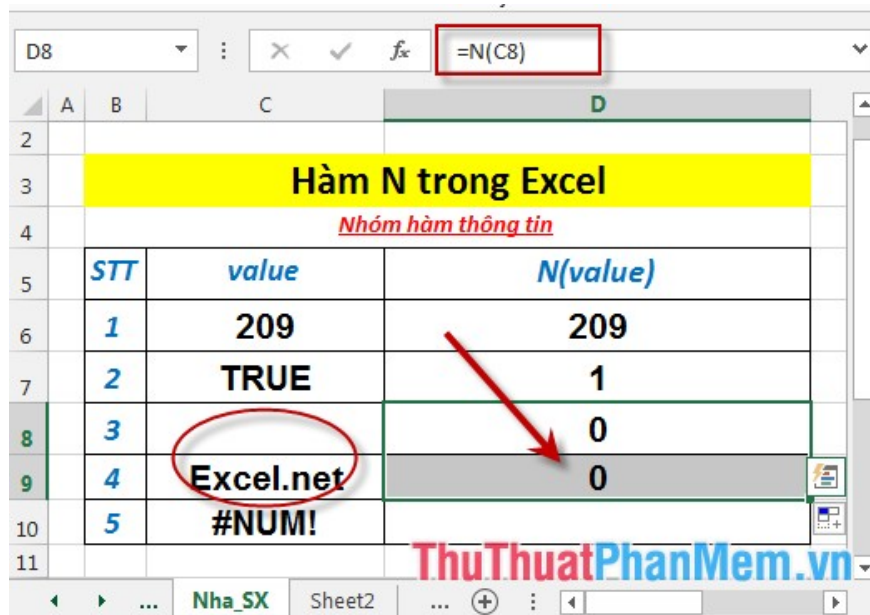 D8 fx =N(C8)
A B C D
2
3 Hàm N trong Excel
4 Nhóm hàm thông tin
5 STT value N(value)
6 1 209 209
7 2 TRUE 1
8 3 0
9 4 Excel.net 0
10 5 #NUM!
11
ThuThuatPhanMem.vn
... Nha_SX Sheet2 ...